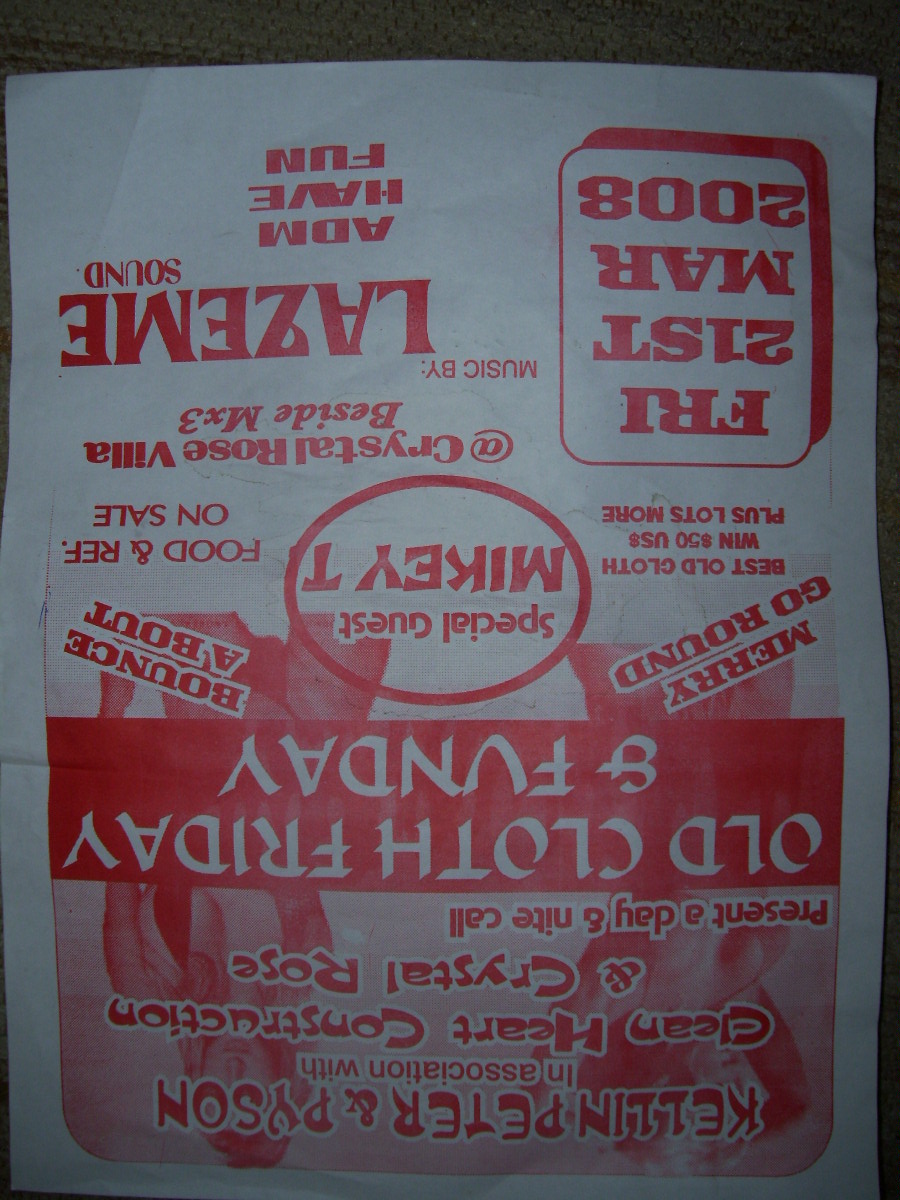 KELLIN PETER & PYSON
In association with
Clean Heart Construction
& Crystal Rose
Present a day & nite call
OLD CLOTH FRIDAY
& FUNDAY
MERRY
GO ROUND
BOUNCE
A BOUT
Special Guest
MIKEY T
BEST OLD CLOTH
WIN $50 US$
PLUS LOTS MORE
FOOD & REF.
ON SALE
@Crystal Rose Villa
Beside Mx3
FRI
21ST
MAR
2008
MUSIC BY:
LAZEME
SOUND
ADM
HAVE
FUN